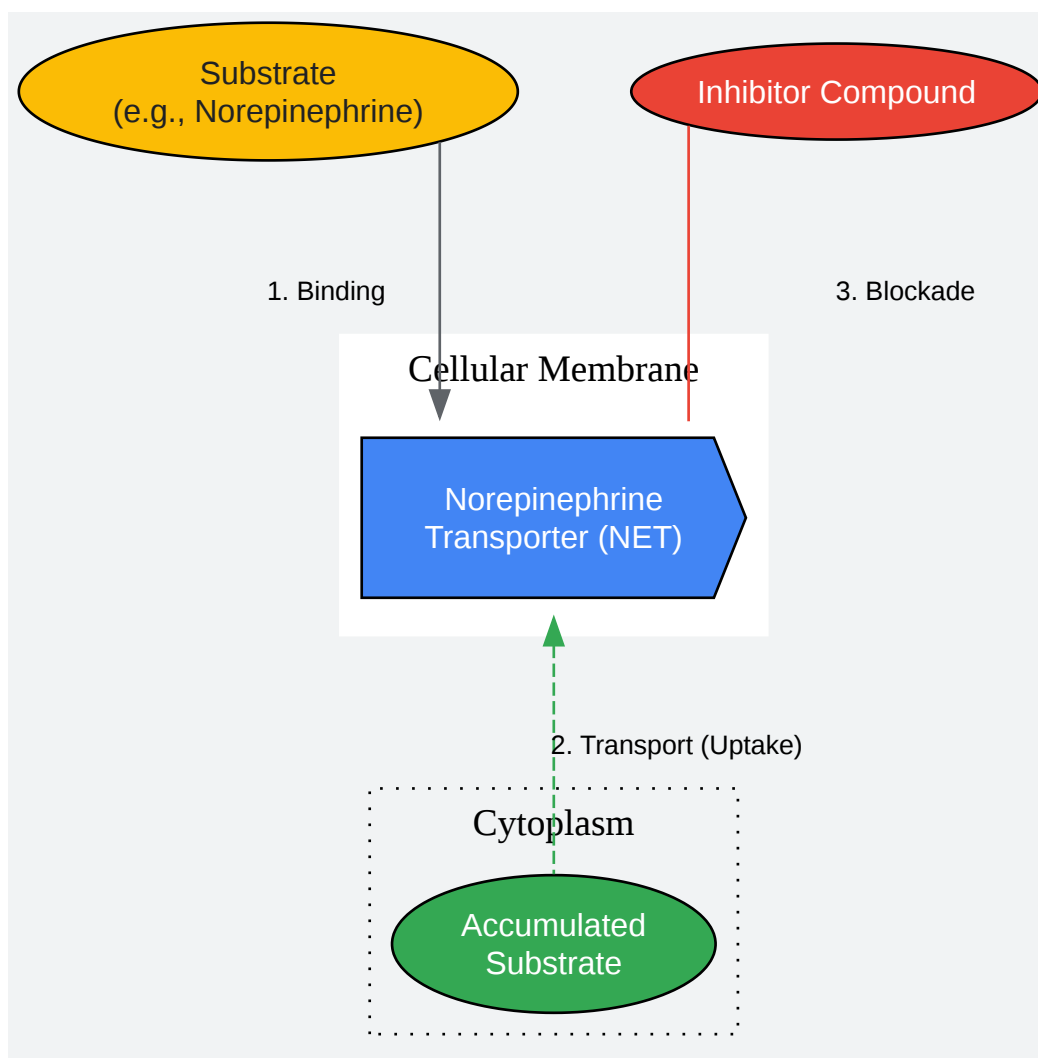 Substrate
(e.g., Norepinephrine)
Inhibitor Compound
1. Binding
3. Blockade
Cellular Membrane
Norepinephrine
Transporter (NET)
2. Transport (Uptake)
Cytoplasm
Accumulated
Substrate